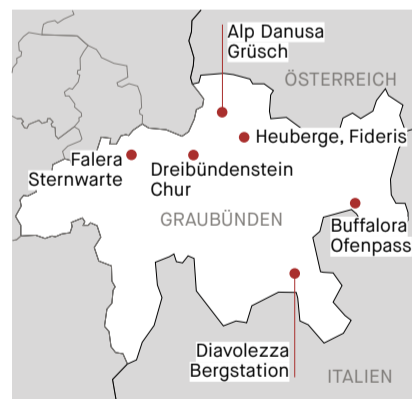 Alp Danusa
Grüsch
ÖSTERREICH
Heuberge, Fideris
Falera
Sternwarte
Dreibündenstein
Chur
GRAUBÜNDEN
Buffalora
Ofenpass
Diavolezza
Bergstation
ITALIEN